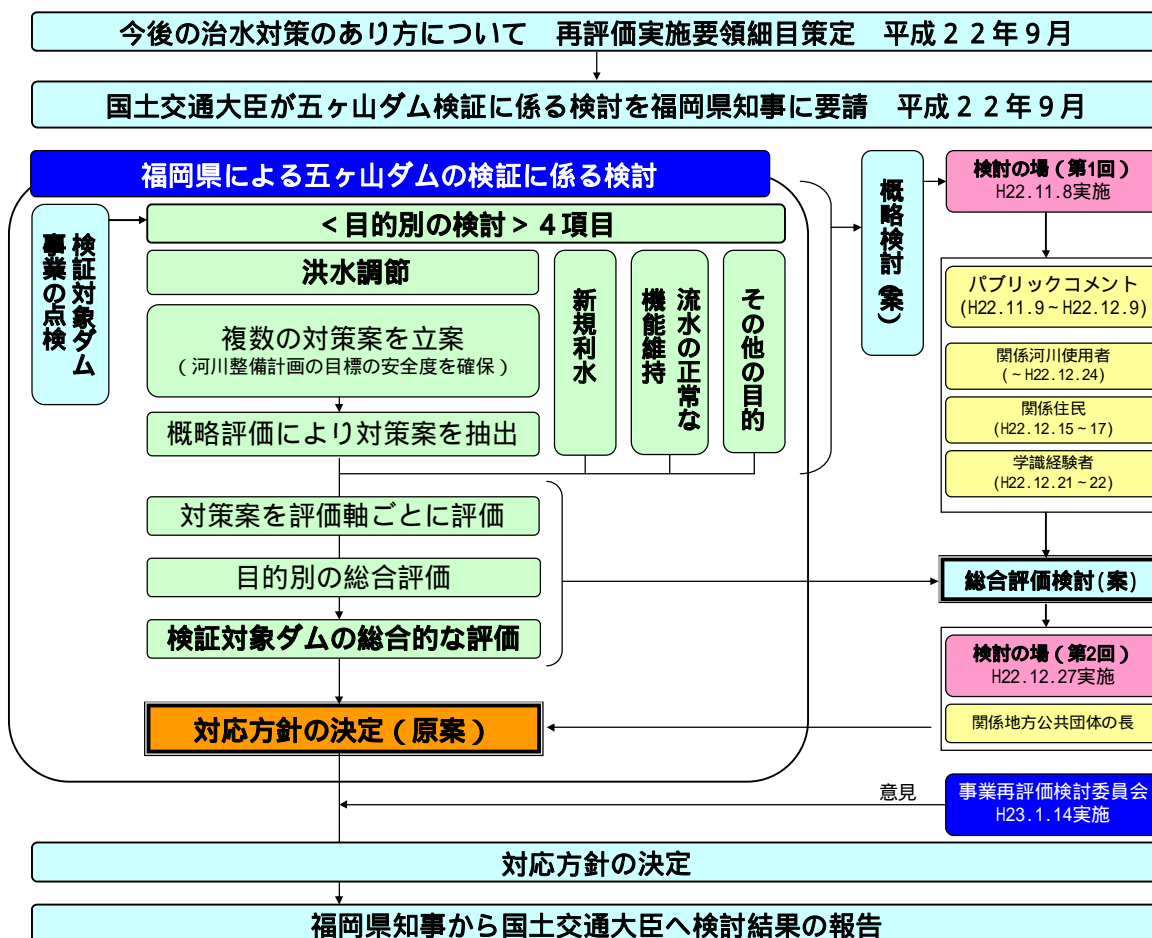 今後の治水対策のあり方について　再評価実施要領細目策定　平成２２年９月
国土交通大臣が五ヶ山ダム検証に係る検討を福岡県知事に要請　平成２２年９月
福岡県による五ヶ山ダムの検証に係る検討
検証対象ダム
事業の点検
＜目的別の検討＞４項目
洪水調節
複数の対策案を立案
（河川整備計画の目標の安全度を確保）
概略評価により対策案を抽出
新規利水
流水の正常な
機能維持
その他の目的
対策案を評価軸ごとに評価
目的別の総合評価
検証対象ダムの総合的な評価
対応方針の決定（原案）
概略検討（案）
検討の場（第1回）
H22.11.8実施
パブリックコメント
(H22.11.9～H22.12.9)
関係河川使用者
(～H22.12.24)
関係住民
(H22.12.15～17)
学識経験者
(H22.12.21～22)
総合評価検討(案)
検討の場（第2回）
H22.12.27実施
関係地方公共団体の長
意見
事業再評価検討委員会
H23.1.14実施
対応方針の決定
福岡県知事から国土交通大臣へ検討結果の報告